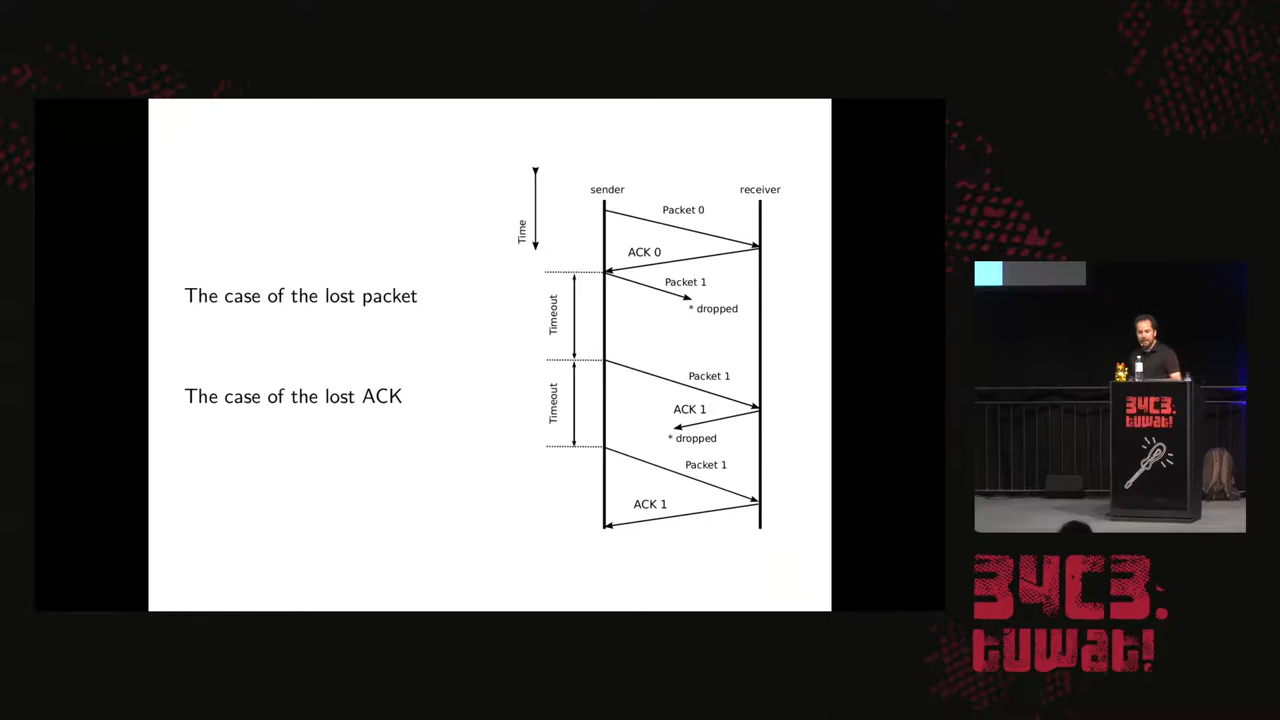 The case of the lost packet
The case of the lost ACK
Time
sender
receiver
Packet 0
ACK 0
Packet 1
* dropped
Timeout
Packet 1
ACK 1
* dropped
Timeout
Packet 1
ACK 1
34C3.
tuwat!
34C3.
tuwat!